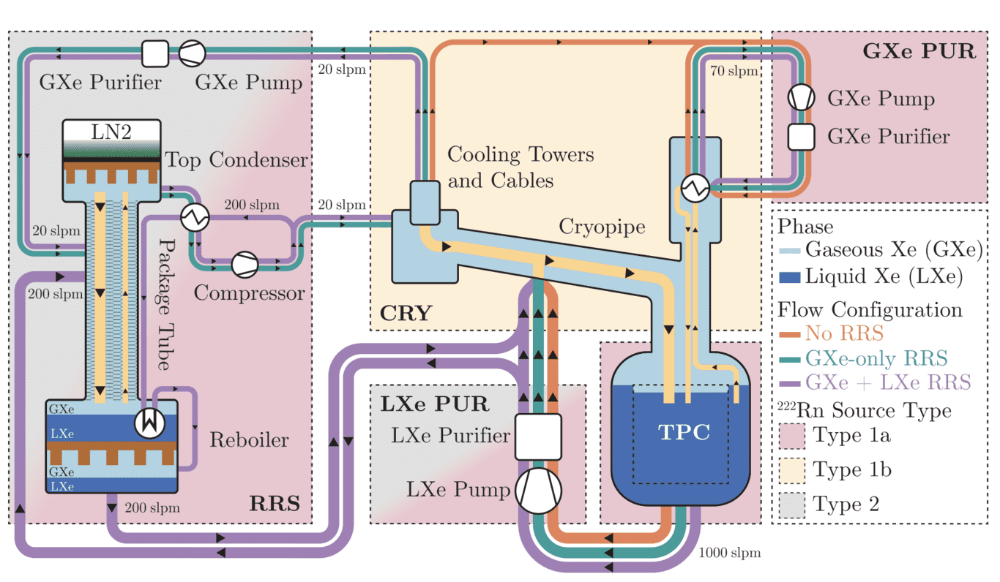 GXe Purifier
GXe Pump
20 slpm
70 slpm
GXe PUR
GXe Pump
GXe Purifier
LN2
Top Condenser
200 slpm
20 slpm
20 slpm
200 slpm
Package Tube
Compressor
GXe
LXe
GXe
LXe
Reboiler
200 slpm
RRS
Cooling Towers
and Cables
Cryopipe
CRY
LXe PUR
LXe Purifier
LXe Pump
TPC
1000 slpm
Phase
Gaseous Xe (GXe)
Liquid Xe (LXe)
Flow Configuration
No RRS
GXe-only RRS
GXe + LXe RRS
²²²Rn Source Type
Type 1a
Type 1b
Type 2